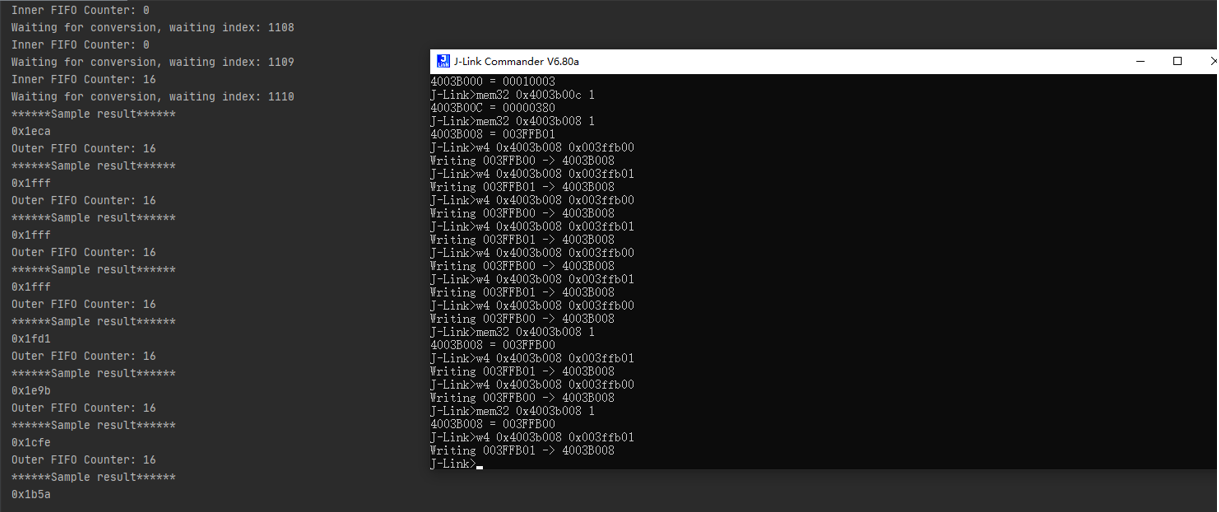 Inner FIFO Counter: 0
Waiting for conversion, waiting index: 1108
Inner FIFO Counter: 0
Waiting for conversion, waiting index: 1109
Inner FIFO Counter: 16
Waiting for conversion, waiting index: 1110
******Sample result******
0x1eca
Outer FIFO Counter: 16
******Sample result******
0x1fff
Outer FIFO Counter: 16
******Sample result******
0x1fff
Outer FIFO Counter: 16
******Sample result******
0x1fff
Outer FIFO Counter: 16
******Sample result******
0x1fd1
Outer FIFO Counter: 16
******Sample result******
0x1e9b
Outer FIFO Counter: 16
******Sample result******
0x1cfe
Outer FIFO Counter: 16
******Sample result******
0x1b5a
J-Link Commander V6.80a
4003B000 = 00010003
J-Link>mem32 0x4003b00c 1
4003B00C = 00000380
J-Link>mem32 0x4003b008 1
4003B008 = 003FFB01
J-Link>w4 0x4003b008 0x003ffb00
Writing 003FFB00 -> 4003B008
J-Link>w4 0x4003b008 0x003ffb01
Writing 003FFB01 -> 4003B008
J-Link>w4 0x4003b008 0x003ffb00
Writing 003FFB00 -> 4003B008
J-Link>w4 0x4003b008 0x003ffb01
Writing 003FFB01 -> 4003B008
J-Link>w4 0x4003b008 0x003ffb00
Writing 003FFB00 -> 4003B008
J-Link>w4 0x4003b008 0x003ffb01
Writing 003FFB01 -> 4003B008
J-Link>w4 0x4003b008 0x003ffb00
Writing 003FFB00 -> 4003B008
J-Link>mem32 0x4003b008 1
4003B008 = 003FFB00
J-Link>w4 0x4003b008 0x003ffb01
Writing 003FFB01 -> 4003B008
J-Link>w4 0x4003b008 0x003ffb00
Writing 003FFB00 -> 4003B008
J-Link>mem32 0x4003b008 1
4003B008 = 003FFB00
J-Link>w4 0x4003b008 0x003ffb01
Writing 003FFB01 -> 4003B008
J-Link>